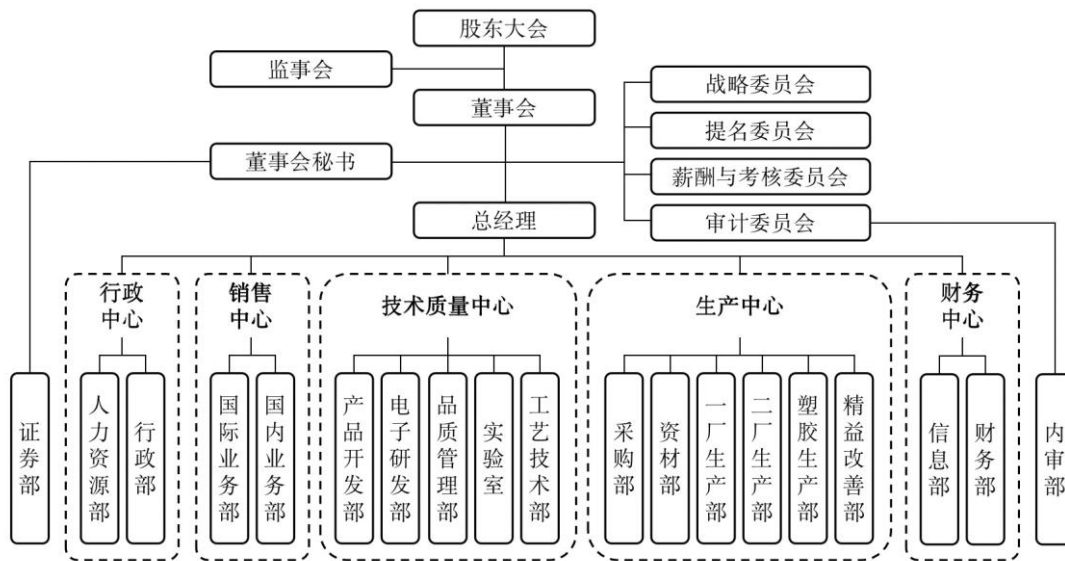 股东大会
监事会
董事会
战略委员会
提名委员会
董事会秘书
薪酬与考核委员会
总经理
审计委员会
行政
中心
销售
中心
技术质量中心
生产中心
财务
中心
证券部
人力资源部
行政部
国际业务部
国内业务部
产品开发部
电子研发部
品质管理部
实验室
工艺技术部
采购部
资材部
一厂生产部
二厂生产部
塑胶生产部
精益改善部
信息部
财务部
内审部